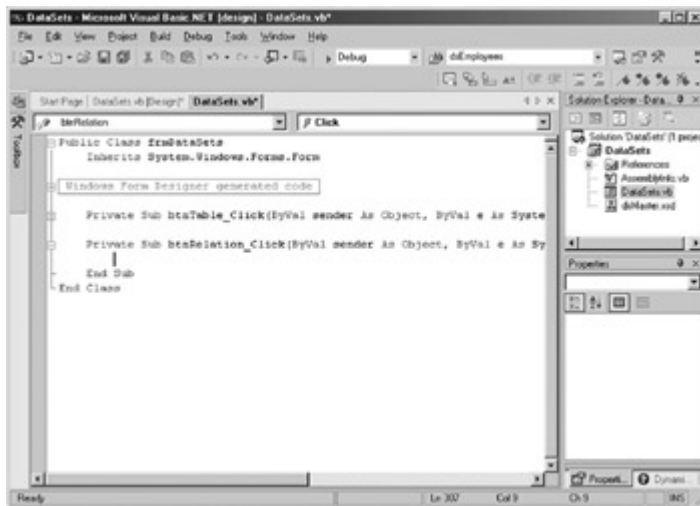 DataSets - Microsoft Visual Basic.NET [design] - DataSets.vb*
File Edit View Project Build Debug Tools Window Help
Debug
dsEmployees
Start Page DataSets.vb [Design]* DataSets.vb*
Solution Explorer - Data...
btnRelation
Click
Toolbox
Public Class frmDataSets
Inherits System.Windows.Forms.Form
Windows Form Designer generated code
Private Sub btnTable_Click(ByVal sender As Object, ByVal e As Syste
Private Sub btnRelation_Click(ByVal sender As Object, ByVal e As Sy
End Sub
End Class
Solution 'DataSets' (1 projec
DataSets
References
AssemblyInfo.vb
DataSets.vb
dsMaster.xsd
Properties
Properti... Dynami...
Ready
Ln 307 Col 9 Ch 9 INS